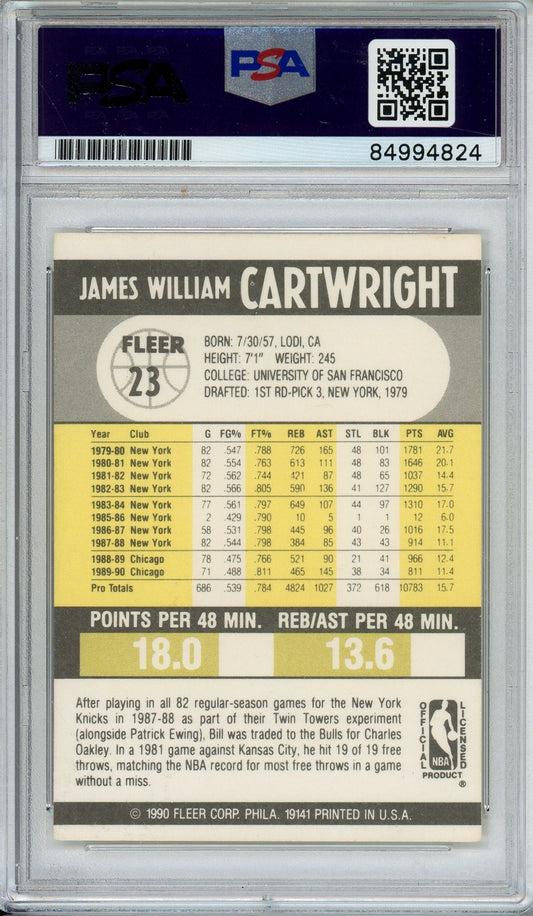 PSA
PSA
84994824
JAMES WILLIAM CARTWRIGHT
FLEER
23
BORN: 7/30/57, LODI, CA
HEIGHT: 7'1" WEIGHT: 245
COLLEGE: UNIVERSITY OF SAN FRANCISCO
DRAFTED: 1ST RD-PICK 3, NEW YORK, 1979
Year Club G FG% FT% REB AST STL BLK PTS AVG
1979-80 New York 82 .547 .788 726 165 48 101 1781 21.7
1980-81 New York 82 .554 .763 613 111 48 83 1646 20.1
1981-82 New York 72 .562 .744 421 87 48 65 1037 14.4
1982-83 New York 82 .566 .805 590 136 41 127 1290 15.7
1983-84 New York 77 .561 .797 649 107 44 97 1310 17.0
1985-86 New York 2 .429 .790 10 5 1 1 12 6.0
1986-87 New York 58 .531 .798 445 96 40 26 1016 17.5
1987-88 New York 82 .544 .798 384 85 43 43 914 11.1
1988-89 Chicago 78 .475 .766 521 90 21 41 966 12.4
1989-90 Chicago 71 .488 .811 465 145 38 34 811 11.4
Pro Totals 686 .539 .784 4824 1027 372 618 10783 15.7
POINTS PER 48 MIN. REB/AST PER 48 MIN.
18.0 13.6
After playing in all 82 regular-season games for the New York
Knicks in 1987-88 as part of their Twin Towers experiment
(alongside Patrick Ewing), Bill was traded to the Bulls for Charles
Oakley. In a 1981 game against Kansas City, he hit 19 of 19 free
throws, matching the NBA record for most free throws in a game
without a miss.
OFFICIAL LICENSED
NBA
PRODUCT ®
© 1990 FLEER CORP. PHILA. 19141 PRINTED IN U.S.A.